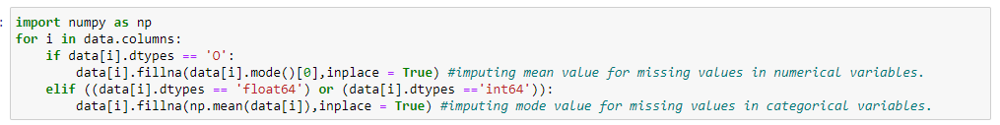 import numpy as np
for i in data.columns:
    if data[i].dtypes == 'O':
        data[i].fillna(data[i].mode()[0],inplace = True) #imputing mean value for missing values in numerical variables.
    elif ((data[i].dtypes == 'float64') or (data[i].dtypes =='int64')):
        data[i].fillna(np.mean(data[i]),inplace = True) #imputing mode value for missing values in categorical variables.